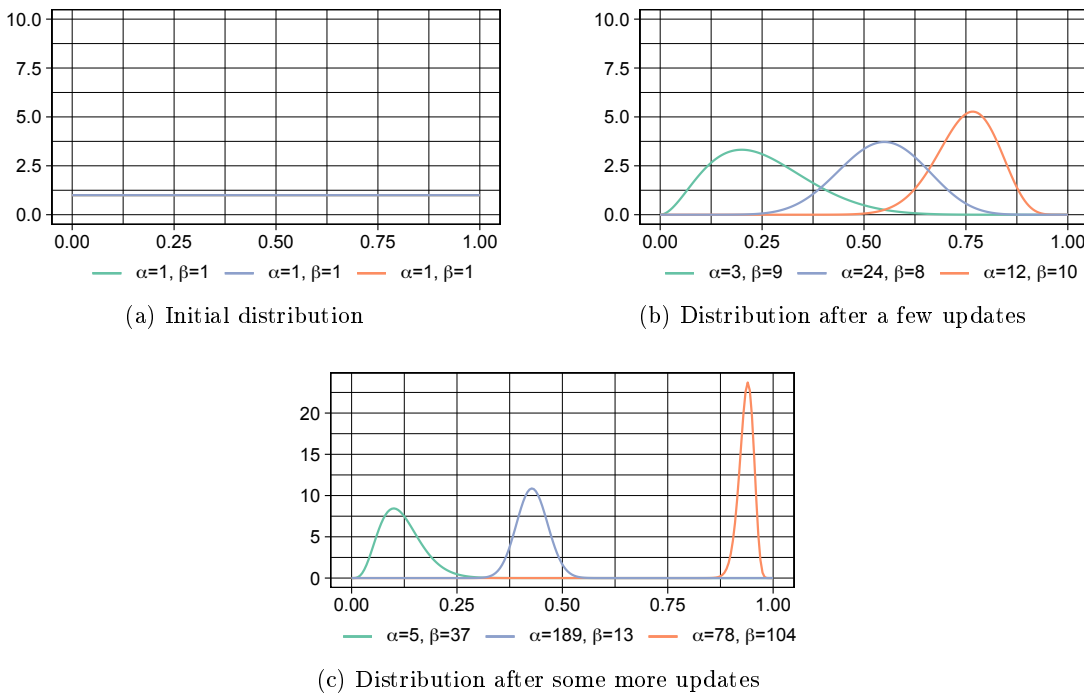 10.0
7.5
5.0
2.5
0.0
0.00 0.25 0.50 0.75 1.00
α=1, β=1 α=1, β=1 α=1, β=1
(a) Initial distribution
10.0
7.5
5.0
2.5
0.0
0.00 0.25 0.50 0.75 1.00
α=3, β=9 α=24, β=8 α=12, β=10
(b) Distribution after a few updates
20
15
10
5
0
0.00 0.25 0.50 0.75 1.00
α=5, β=37 α=189, β=13 α=78, β=104
(c) Distribution after some more updates